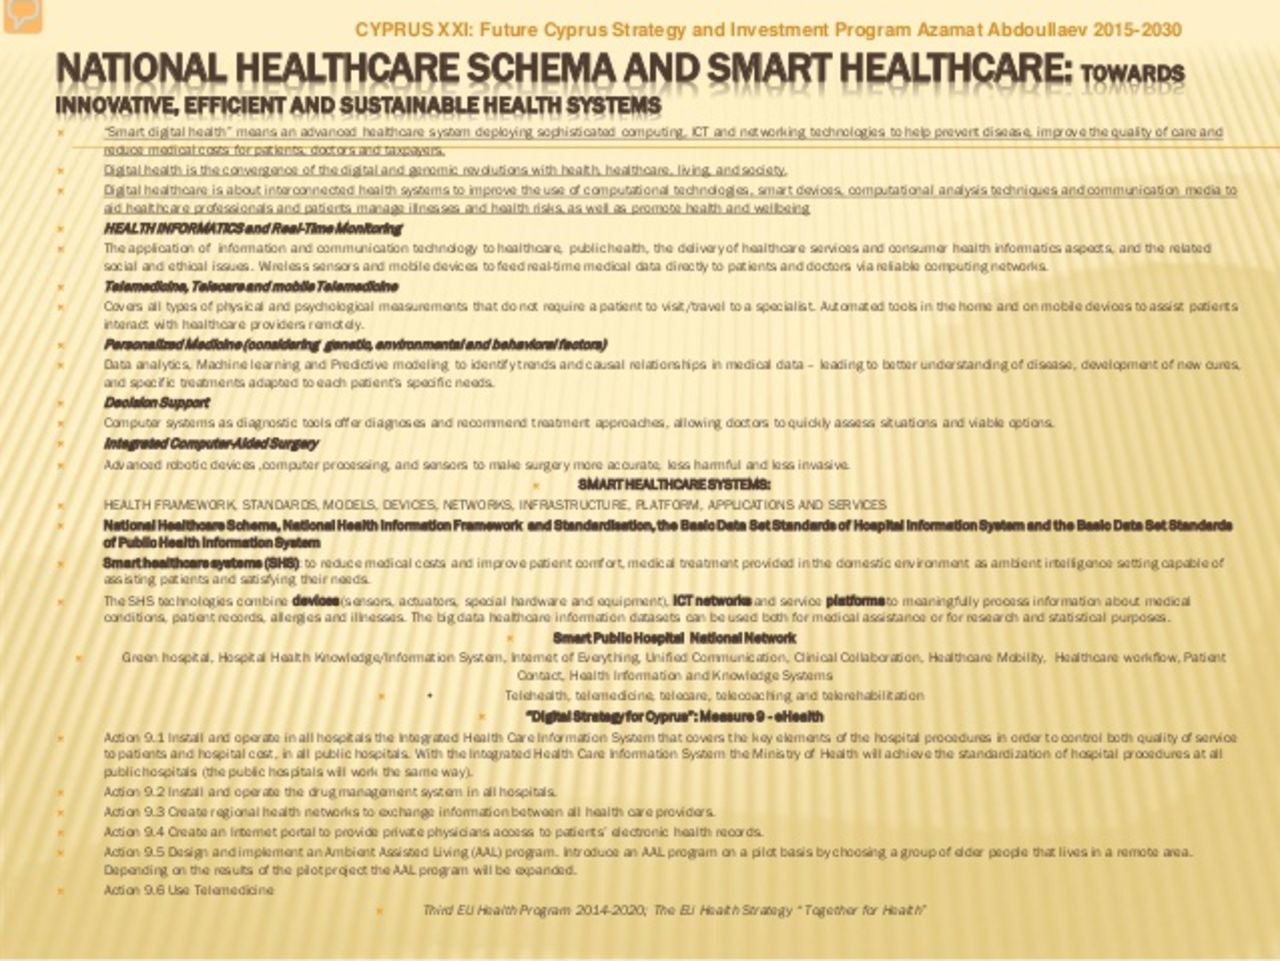 CYPRUS XXI: Future Cyprus Strategy and Investment Program Azamat Abdoullaev 2015-2030
NATIONAL HEALTHCARE SCHEMA AND SMART HEALTHCARE: TOWARDS
INNOVATIVE, EFFICIENT AND SUSTAINABLE HEALTH SYSTEMS
"Smart digital health" means an advanced healthcare system deploying sophisticated computing, ICT and networking technologies to help prevent disease, improve the quality of care and
reduce medical costs for patients, doctors and taxpayers.
Digital health is the convergence of the digital and genomic revolutions with health, healthcare, living, and society.
Digital healthcare is about interconnected health systems to improve the use of computational technologies, smart devices, computational analysis techniques and communication media to
aid healthcare professionals and patients manage illnesses and health risks, as well as promote health and wellbeing
HEALTH INFORMATICS and Real-Time Monitoring
The application of information and communication technology to healthcare, public health, the delivery of healthcare services and consumer health informatics aspects, and the related
social and ethical issues. Wireless sensors and mobile devices to feed real-time medical data directly to patients and doctors via reliable computing networks.
Telemedicine, Telecare and mobile Telemedicine
Covers all types of physical and psychological measurements that do not require a patient to visit/travel to a specialist. Automated tools in the home and on mobile devices to assist patients
interact with healthcare providers remotely.
Personalized Medicine (considering genetic, environmental and behavioral factors)
Data analytics, Machine learning and Predictive modeling to identify trends and causal relationships in medical data – leading to better understanding of disease, development of new cures,
and specific treatments adapted to each patient's specific needs.
Decision Support
Computer systems as diagnostic tools offer diagnoses and recommend treatment approaches, allowing doctors to quickly assess situations and viable options.
Integrated Computer-Aided Surgery
Advanced robotic devices ,computer processing, and sensors to make surgery more accurate, less harmful and less invasive.
SMART HEALTHCARE SYSTEMS:
HEALTH FRAMEWORK, STANDARDS, MODELS, DEVICES, NETWORKS, INFRASTRUCTURE, PLATFORM, APPLICATIONS AND SERVICES
National Healthcare Schema, National Health Information Framework and Standardisation, the Basic Data Set Standards of Hospital Information System and the Basic Data Set Standards
of Public Health Information System
Smart healthcare systems (SHS) to reduce medical costs and improve patient comfort, medical treatment provided in the domestic environment as ambient intelligence setting capable of
assisting patients and satisfying their needs.
The SHS technologies combine devices (sensors, actuators, special hardware and equipment), ICT networks and service platforms to meaningfully process information about medical
conditions, patient records, allergies and illnesses. The big data healthcare information datasets can be used both for medical assistance or for research and statistical purposes.
Smart Public Hospital National Network
Green hospital, Hospital Health Knowledge/Information System, Internet of Everything, Unified Communication, Clinical Collaboration, Healthcare Mobility, Healthcare workflow, Patient
Contact, Health Information and Knowledge Systems
• Telehealth, telemedicine, telecare, telecoaching and telerehabilitation
"Digital Strategy for Cyprus": Measure 9 - eHealth
Action 9.1 Install and operate in all hospitals the Integrated Health Care Information System that covers the key elements of the hospital procedures in order to control both quality of service
to patients and hospital cost, in all public hospitals. With the Integrated Health Care Information System the Ministry of Health will achieve the standardization of hospital procedures at all
public hospitals (the public hospitals will work the same way).
Action 9.2 Install and operate the drug management system in all hospitals.
Action 9.3 Create regional health networks to exchange information between all health care providers.
Action 9.4 Create an Internet portal to provide private physicians access to patients' electronic health records.
Action 9.5 Design and implement an Ambient Assisted Living (AAL) program. Introduce an AAL program on a pilot basis by choosing a group of elder people that lives in a remote area.
Depending on the results of the pilot project the AAL program will be expanded.
Action 9.6 Use Telemedicine
Third EU Health Program 2014-2020; The EU Health Strategy "Together for Health"